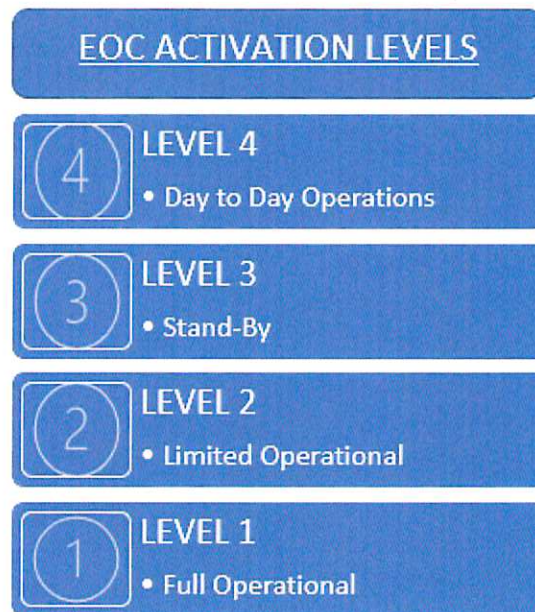 EOC ACTIVATION LEVELS
4
LEVEL 4
• Day to Day Operations
3
LEVEL 3
• Stand-By
2
LEVEL 2
• Limited Operational
1
LEVEL 1
• Full Operational